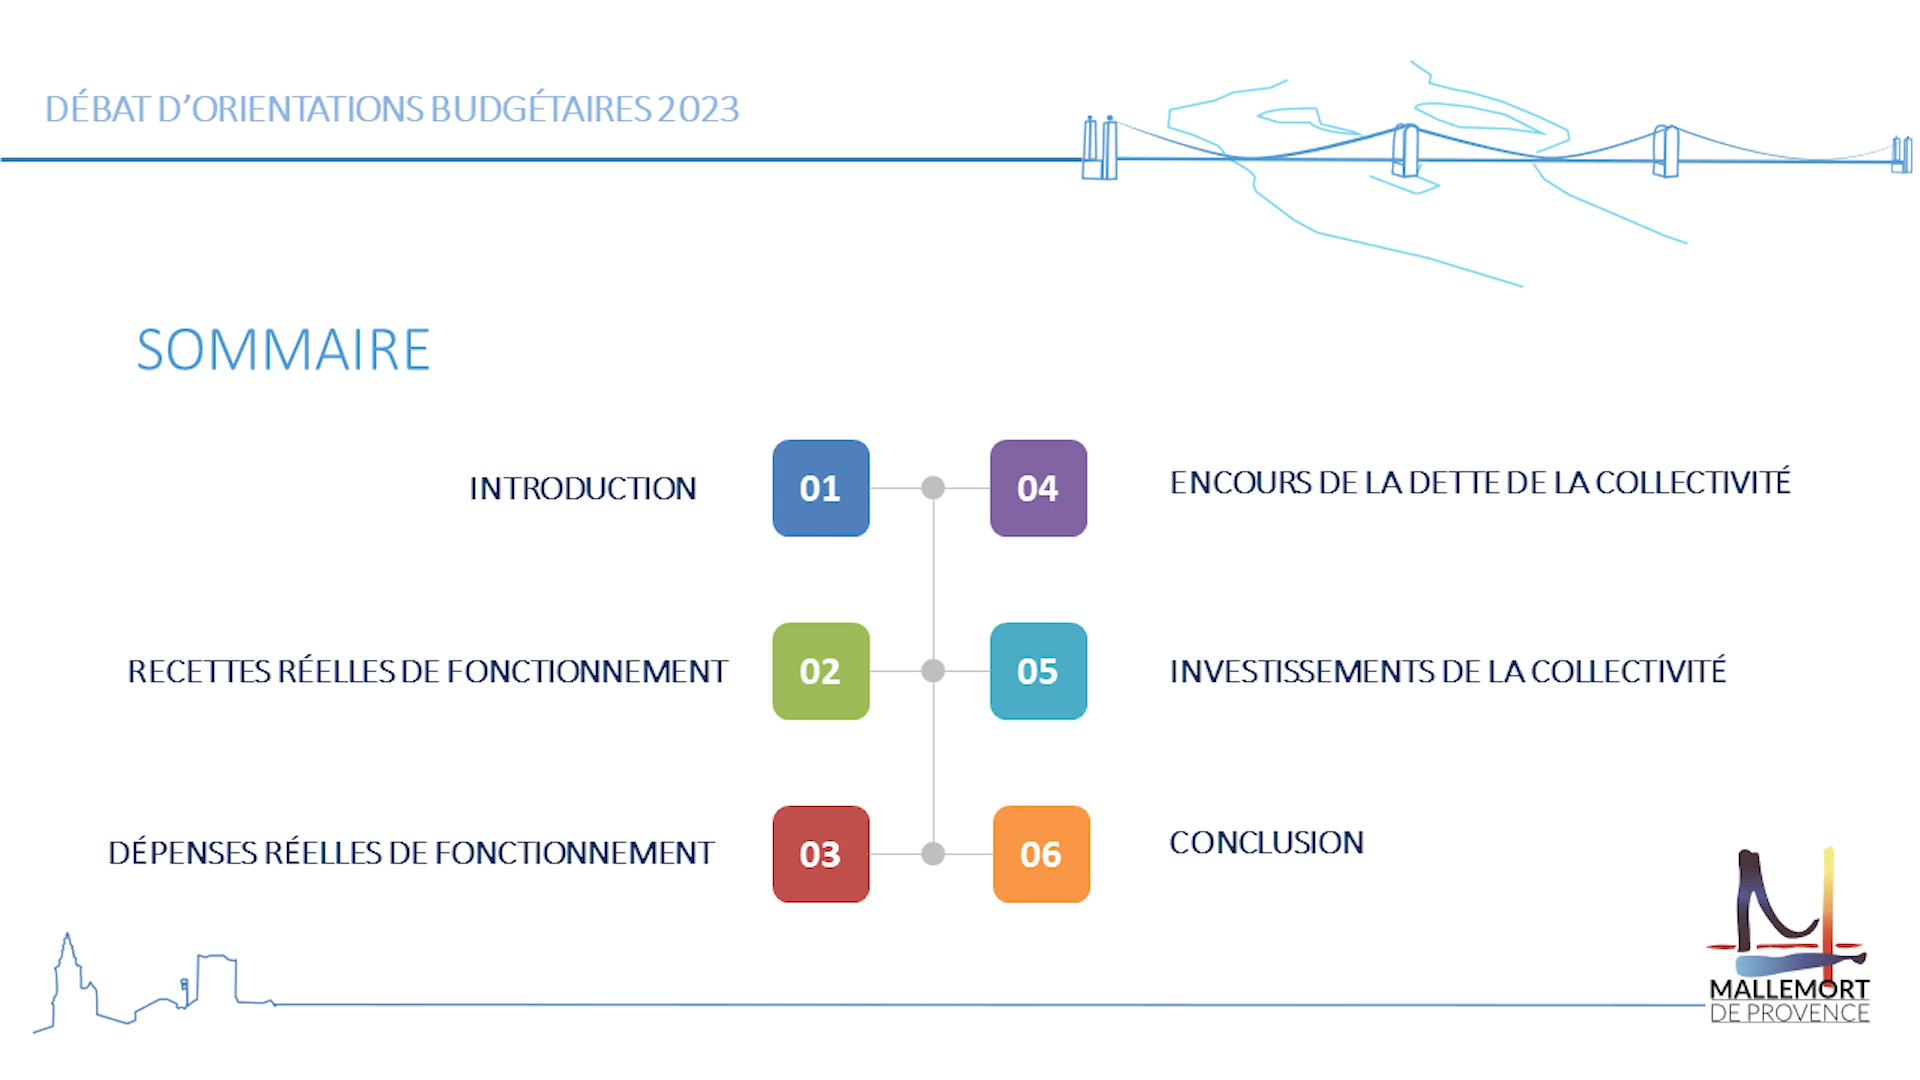 DÉBAT D’ORIENTATIONS BUDGÉTAIRES 2023
SOMMAIRE
INTRODUCTION
01
RECETTES RÉELLES DE FONCTIONNEMENT
02
DÉPENSES RÉELLES DE FONCTIONNEMENT
03
04
ENCOURS DE LA DETTE DE LA COLLECTIVITÉ
05
INVESTISSEMENTS DE LA COLLECTIVITÉ
06
CONCLUSION
MALLEMORT
DE PROVENCE